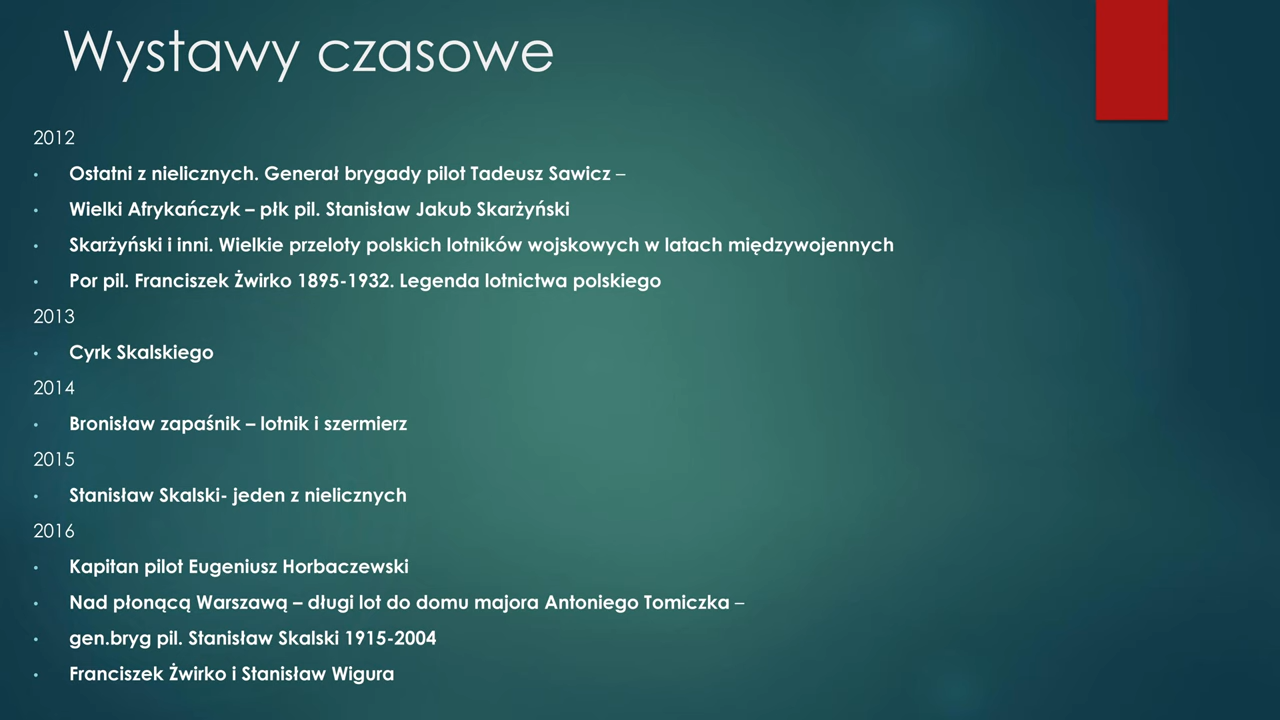 Wystawy czasowe
2012
• Ostatni z nielicznych. Generał brygady pilot Tadeusz Sawicz –
• Wielki Afrykańczyk – płk pil. Stanisław Jakub Skarżyński
• Skarżyński i inni. Wielkie przeloty polskich lotników wojskowych w latach międzywojennych
• Por pil. Franciszek Żwirko 1895-1932. Legenda lotnictwa polskiego
2013
• Cyrk Skalskiego
2014
• Bronisław zapaśnik – lotnik i szermierz
2015
• Stanisław Skalski- jeden z nielicznych
2016
• Kapitan pilot Eugeniusz Horbaczewski
• Nad płonącą Warszawą – długi lot do domu majora Antoniego Tomiczka –
• gen.bryg pil. Stanisław Skalski 1915-2004
• Franciszek Żwirko i Stanisław Wigura